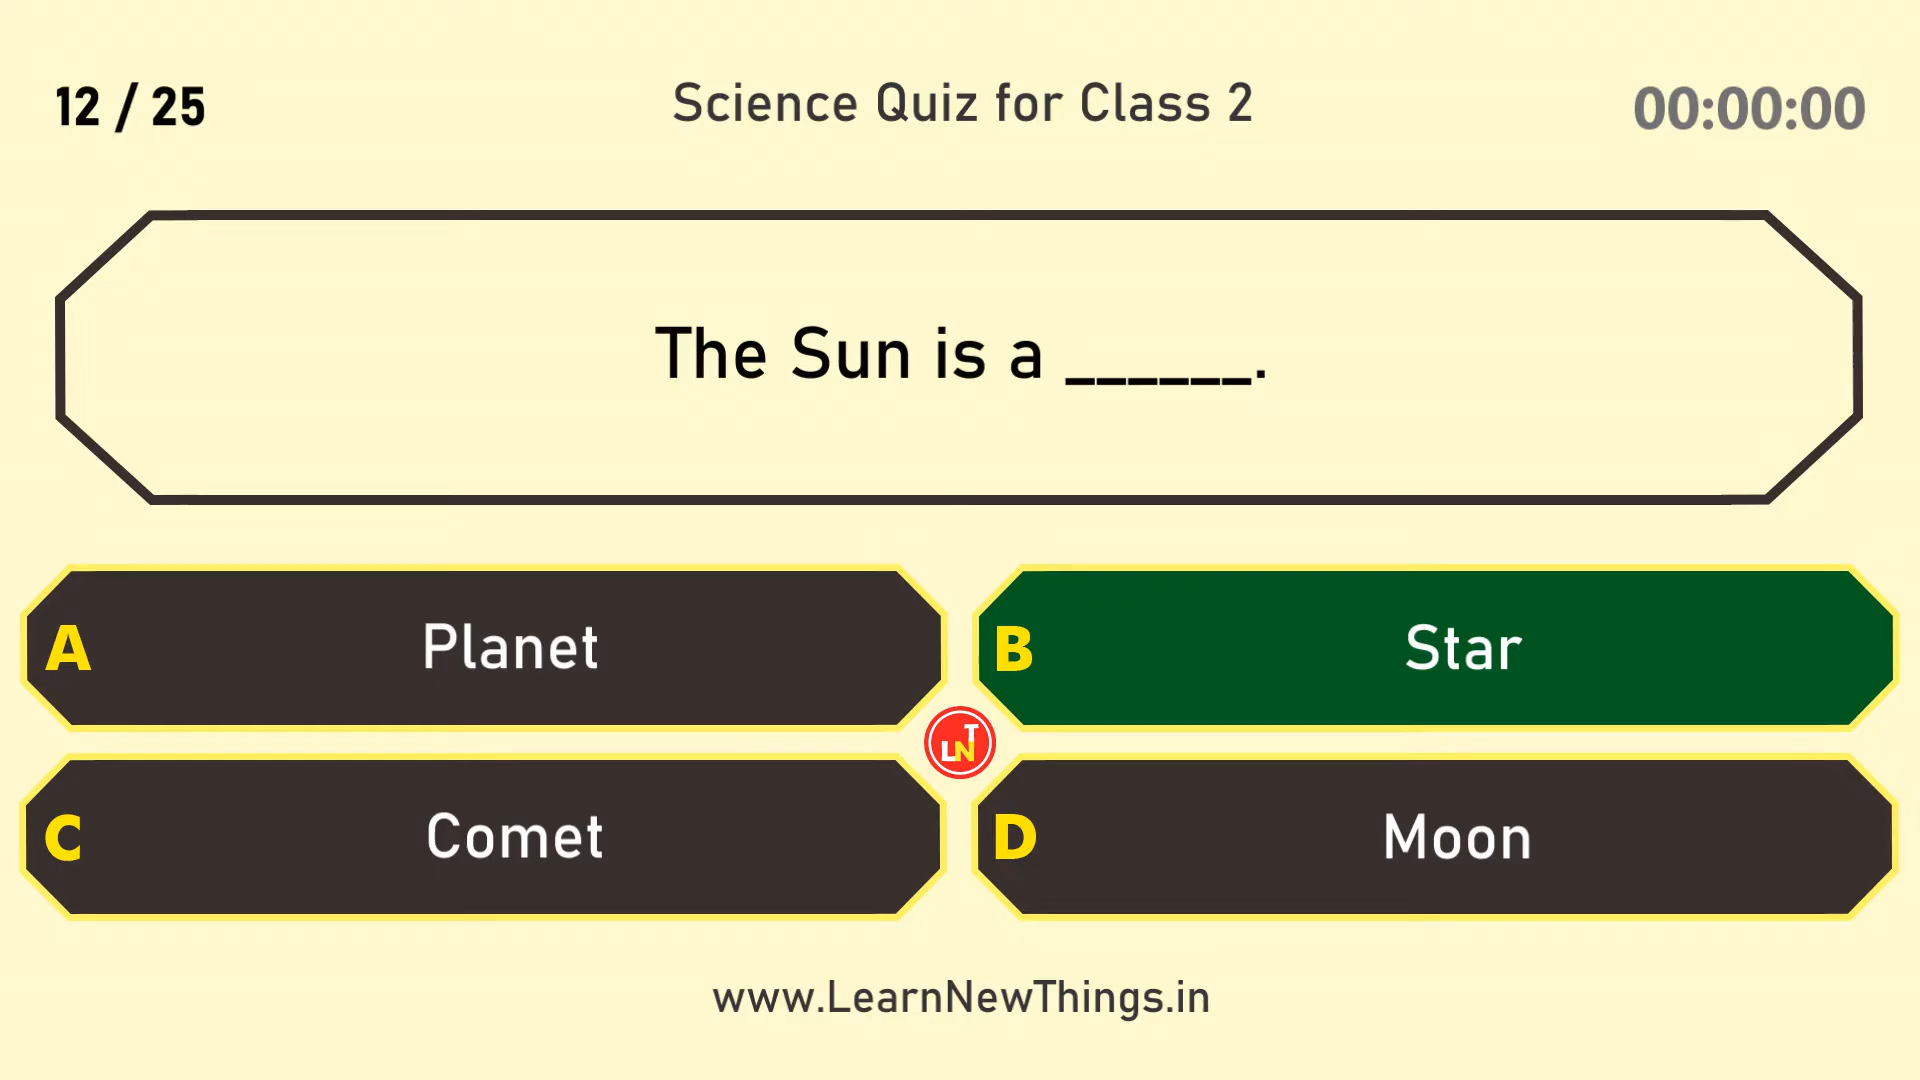 12 / 25
Science Quiz for Class 2
00:00:00
The Sun is a ______.
A Planet
B Star
LNT
C Comet
D Moon
www.LearnNewThings.in